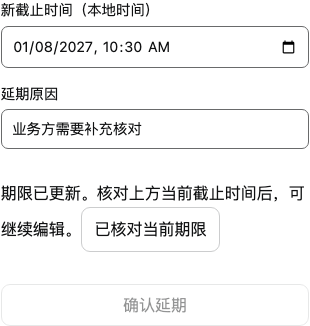 新截止时间（本地时间）
01/08/2027, 10:30 AM
延期原因
业务方需要补充核对
期限已更新。核对上方当前截止时间后，可
继续编辑。 已核对当前期限
确认延期